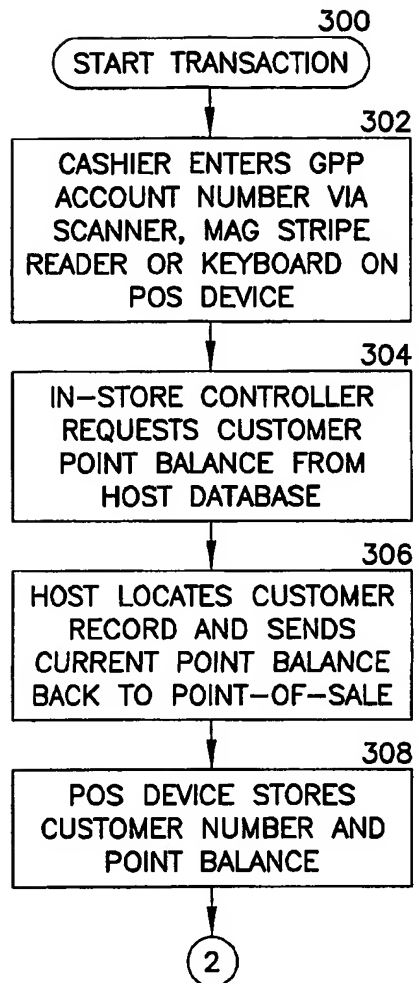 300
START TRANSACTION
302
CASHIER ENTERS GPP
ACCOUNT NUMBER VIA
SCANNER, MAG STRIPE
READER OR KEYBOARD ON
POS DEVICE
304
IN-STORE CONTROLLER
REQUESTS CUSTOMER
POINT BALANCE FROM
HOST DATABASE
306
HOST LOCATES CUSTOMER
RECORD AND SENDS
CURRENT POINT BALANCE
BACK TO POINT-OF-SALE
308
POS DEVICE STORES
CUSTOMER NUMBER AND
POINT BALANCE
2